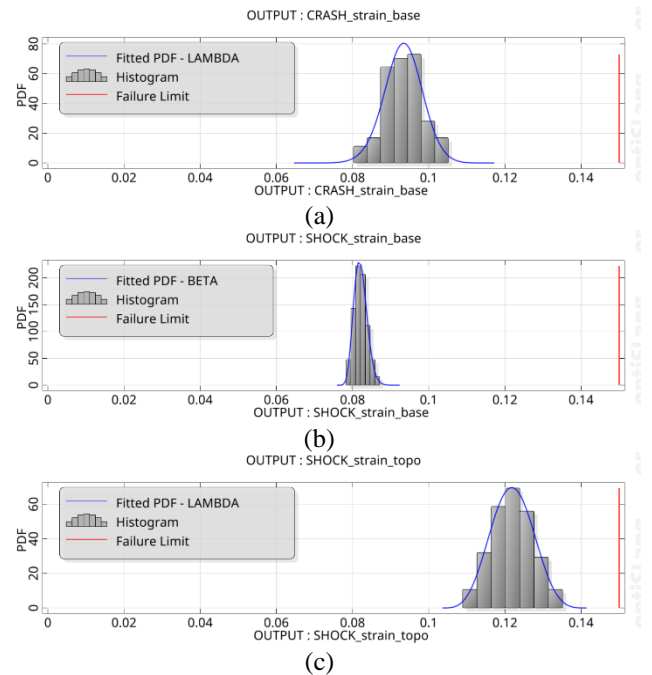 OUTPUT : CRASH_strain_base
Fitted PDF - LAMBDA
Histogram
Failure Limit
PDF
0 20 40 60 80
0 0.02 0.04 0.06 0.08 0.1 0.12 0.14
OUTPUT : CRASH_strain_base
(a)
OUTPUT : SHOCK_strain_base
Fitted PDF - BETA
Histogram
Failure Limit
PDF
0 50 100 150 200
0 0.02 0.04 0.06 0.08 0.1 0.12 0.14
OUTPUT : SHOCK_strain_base
(b)
OUTPUT : SHOCK_strain_topo
Fitted PDF - LAMBDA
Histogram
Failure Limit
PDF
0 20 40 60
0 0.02 0.04 0.06 0.08 0.1 0.12 0.14
OUTPUT : SHOCK_strain_topo
(c)